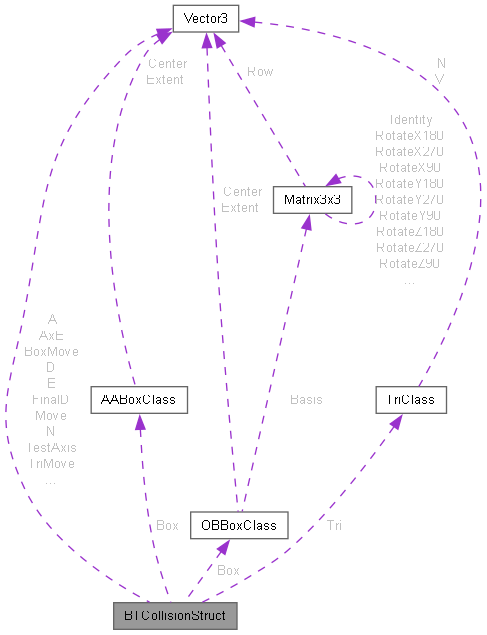 Vector3
Center
Extent
Row
N
V
Identity
RotateX180
RotateX270
RotateX90
RotateY180
RotateY270
RotateY90
RotateZ180
RotateZ270
RotateZ90
...
Center
Extent
Matrix3x3
A
AxE
BoxMove
D
E
FinalD
Move
N
TestAxis
TriMove
...
AABoxClass
Basis
TriClass
Box
OBBoxClass
Tri
Box
BTCollisionStruct